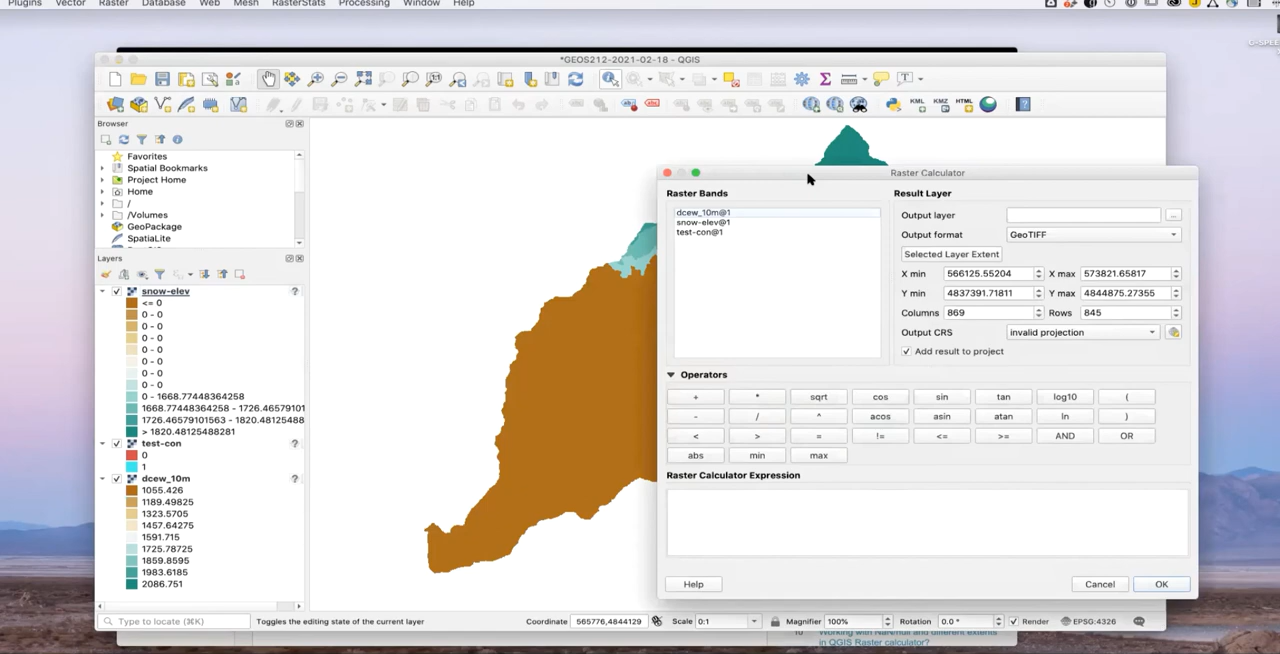 Plugins Vector Raster Database Web Mesh RasterStats Processing Window Help
*GEOS212-2021-02-18 - QGIS
KML KMZ HTML
Browser
Favorites
Spatial Bookmarks
Project Home
Home
/
/Volumes
GeoPackage
SpatiaLite
Layers
snow-elev
<= 0
0 - 0
0 - 0
0 - 0
0 - 0
0 - 0
0 - 0
0 - 0
0 - 1668.77448364258
1668.77448364258 - 1726.46579101
1726.46579101563 - 1820.48125488
> 1820.48125488281
test-con
0
1
dcew_10m
1055.426
1189.49825
1323.5705
1457.64275
1591.715
1725.78725
1859.8595
1983.6185
2086.751
Raster Calculator
Raster Bands
dcew_10m@1
snow-elev@1
test-con@1
Result Layer
Output layer ...
Output format GeoTIFF
Selected Layer Extent
X min 566125.55204 X max 573821.65817
Y min 4837391.71811 Y max 4844875.27355
Columns 869 Rows 845
Output CRS invalid projection
Add result to project
Operators
+ * sqrt cos sin tan log10 (
- / ^ acos asin atan ln )
< > = != <= >= AND OR
abs min max
Raster Calculator Expression
Help Cancel OK
Type to locate (⌘K) Toggles the editing state of the current layer Coordinate 565776,4844129 Scale 0:1 Magnifier 100% Rotation 0.0 ° Render EPSG:4326
10 Working with NaN/null and different extents
in QGIS Raster calculator?